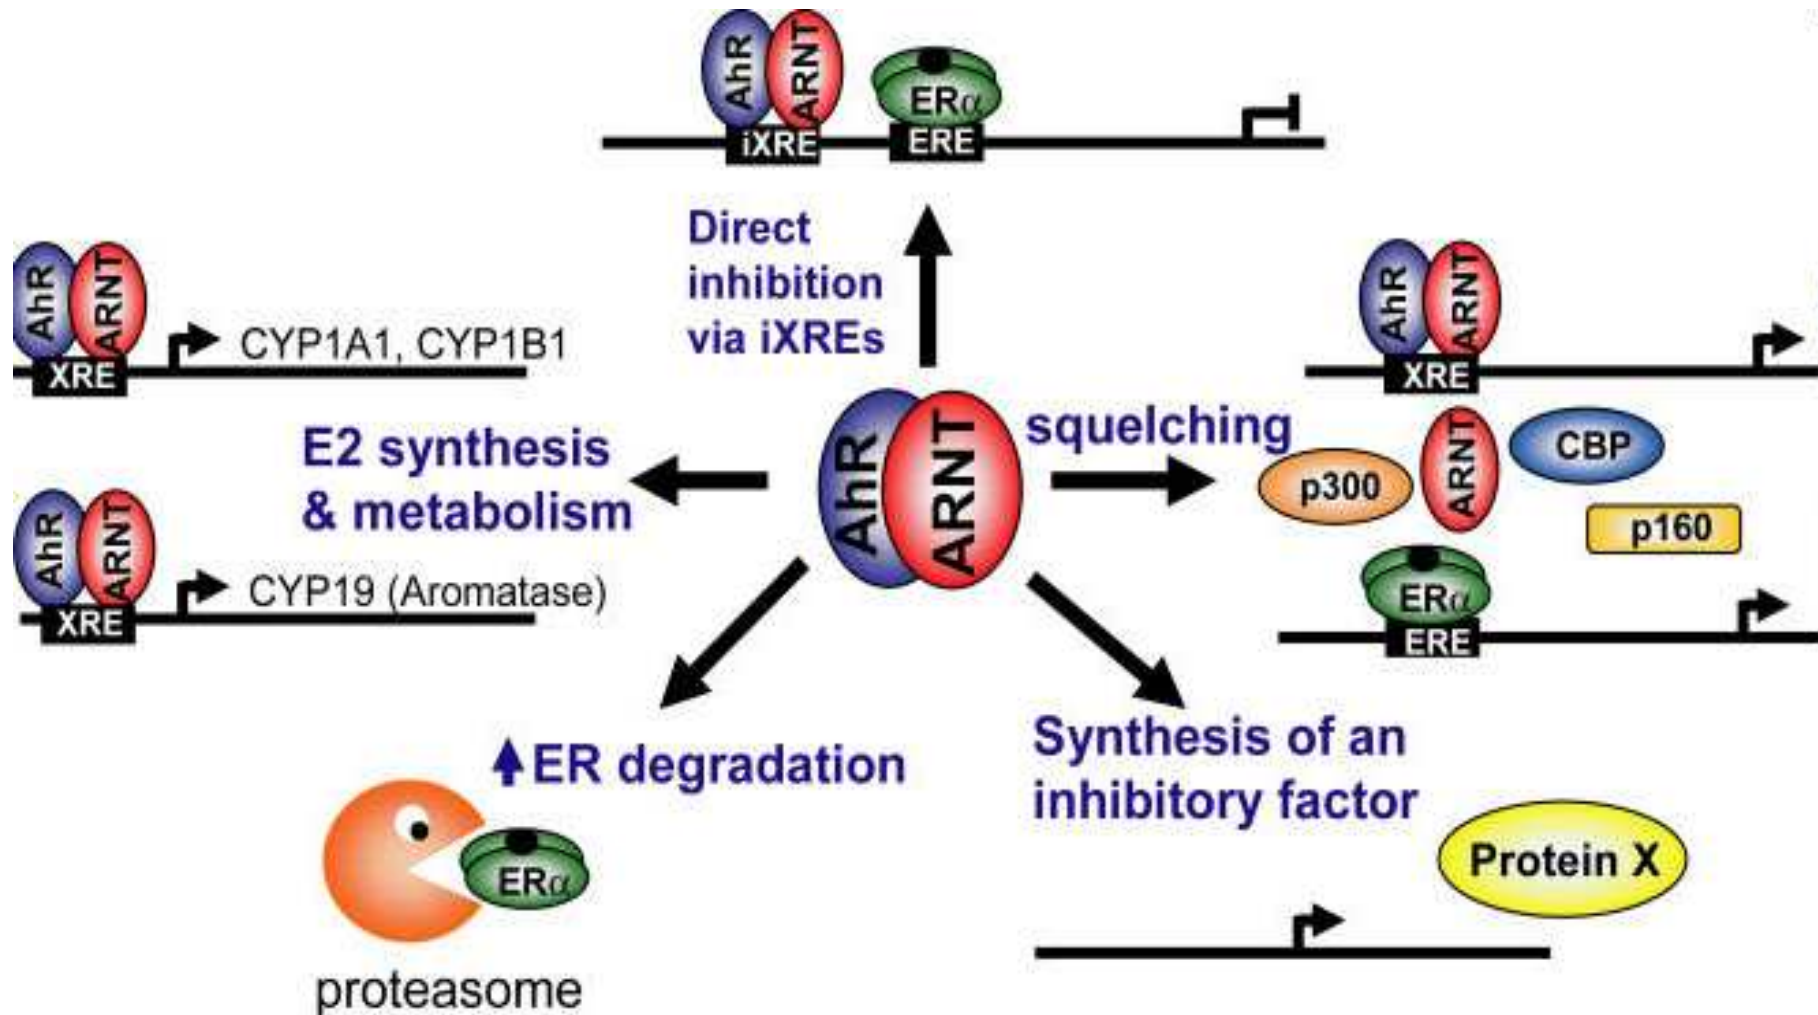 AhR ARNT
ERα
iXRE ERE
Direct
inhibition
via iXREs
AhR ARNT
CYP1A1, CYP1B1
XRE
AhR ARNT
XRE
E2 synthesis
& metabolism
AhR ARNT
squelching
ARNT
CBP
p300
p160
AhR ARNT
CYP19 (Aromatase)
XRE
ERα
ERE
ER degradation
ERα
proteasome
Synthesis of an
inhibitory factor
Protein X